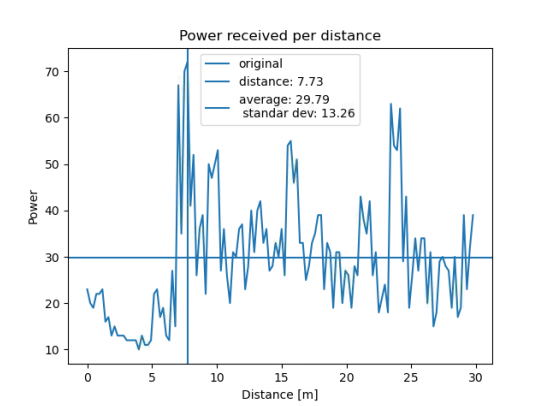 Power received per distance
original
distance: 7.73
average: 29.79
standar dev: 13.26
70
60
50
40
30
20
10
Power
0
5
10
15
20
25
30
Distance [m]